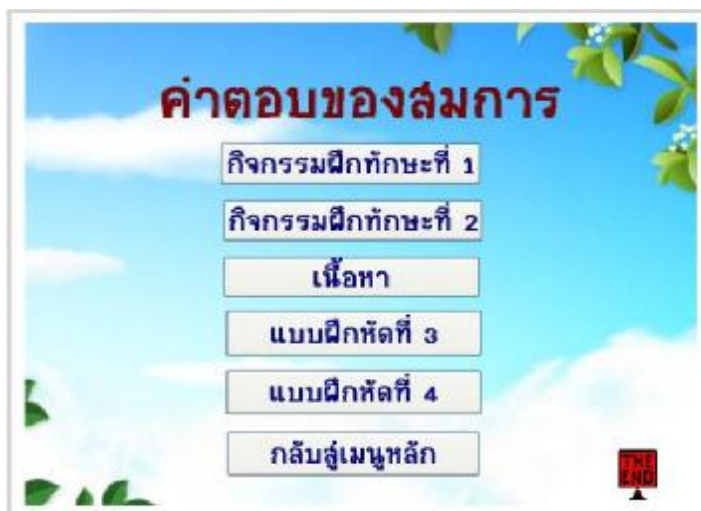 คำตอบของสมการ
กิจกรรมฝึกทักษะที่ 1
กิจกรรมฝึกทักษะที่ 2
เนื้อหา
แบบฝึกหัดที่ 3
แบบฝึกหัดที่ 4
กลับสู่เมนูหลัก
THE
END